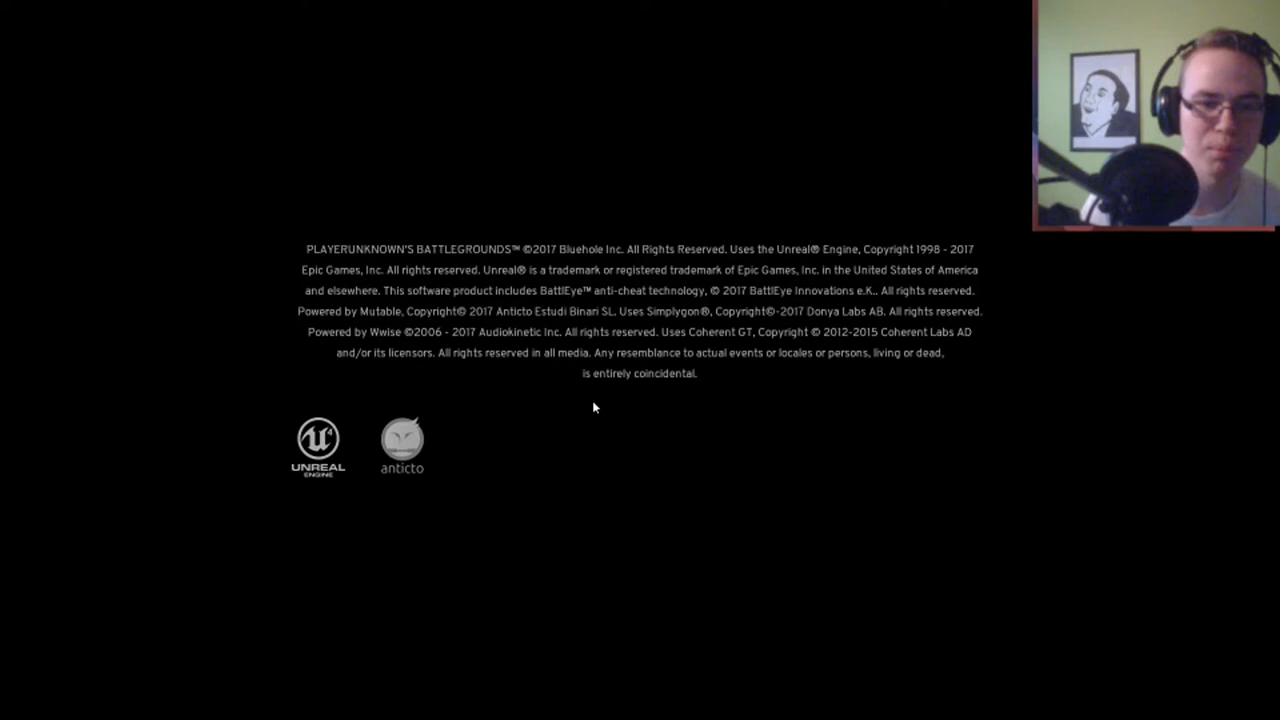 PLAYERUNKNOWN'S BATTLEGROUNDS™ ©2017 Bluehole Inc. All Rights Reserved. Uses the Unreal® Engine, Copyright 1998 - 2017
Epic Games, Inc. All rights reserved. Unreal® is a trademark or registered trademark of Epic Games, Inc. in the United States of America
and elsewhere. This software product includes BattlEye™ anti-cheat technology, © 2017 BattlEye Innovations e.K.. All rights reserved.
Powered by Mutable, Copyright© 2017 Anticto Estudi Binari SL. Uses Simplygon®, Copyright©-2017 Donya Labs AB. All rights reserved.
Powered by Wwise ©2006 - 2017 Audiokinetic Inc. All rights reserved. Uses Coherent GT, Copyright © 2012-2015 Coherent Labs AD
and/or its licensors. All rights reserved in all media. Any resemblance to actual events or locales or persons, living or dead,
is entirely coincidental.
UNREAL
ENGINE
anticto